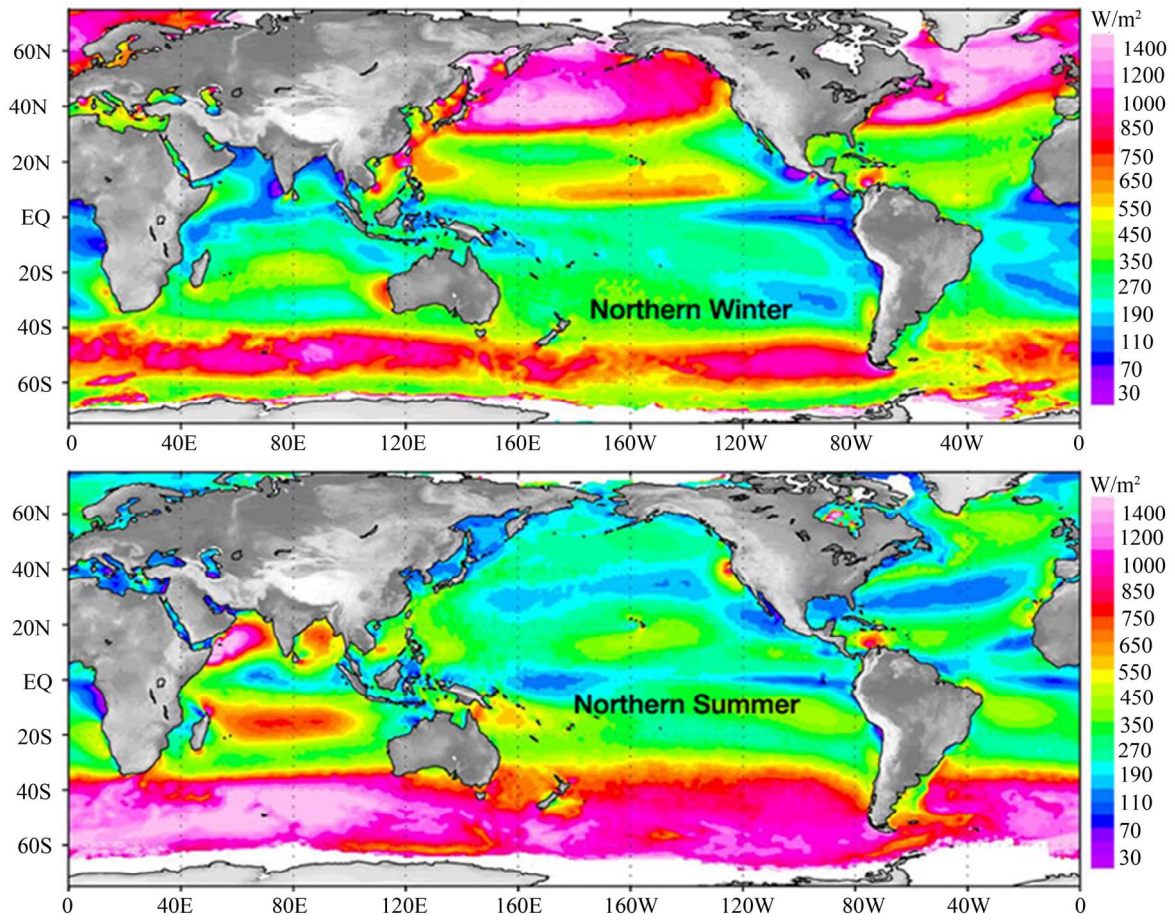 W/m²
1400
1200
1000
850
750
650
550
450
350
270
190
110
70
30
60N
40N
20N
EQ
20S
40S
60S
Northern Winter
0 40E 80E 120E 160E 160W 120W 80W 40W 0
W/m²
1400
1200
1000
850
750
650
550
450
350
270
190
110
70
30
60N
40N
20N
EQ
20S
40S
60S
Northern Summer
0 40E 80E 120E 160E 160W 120W 80W 40W 0